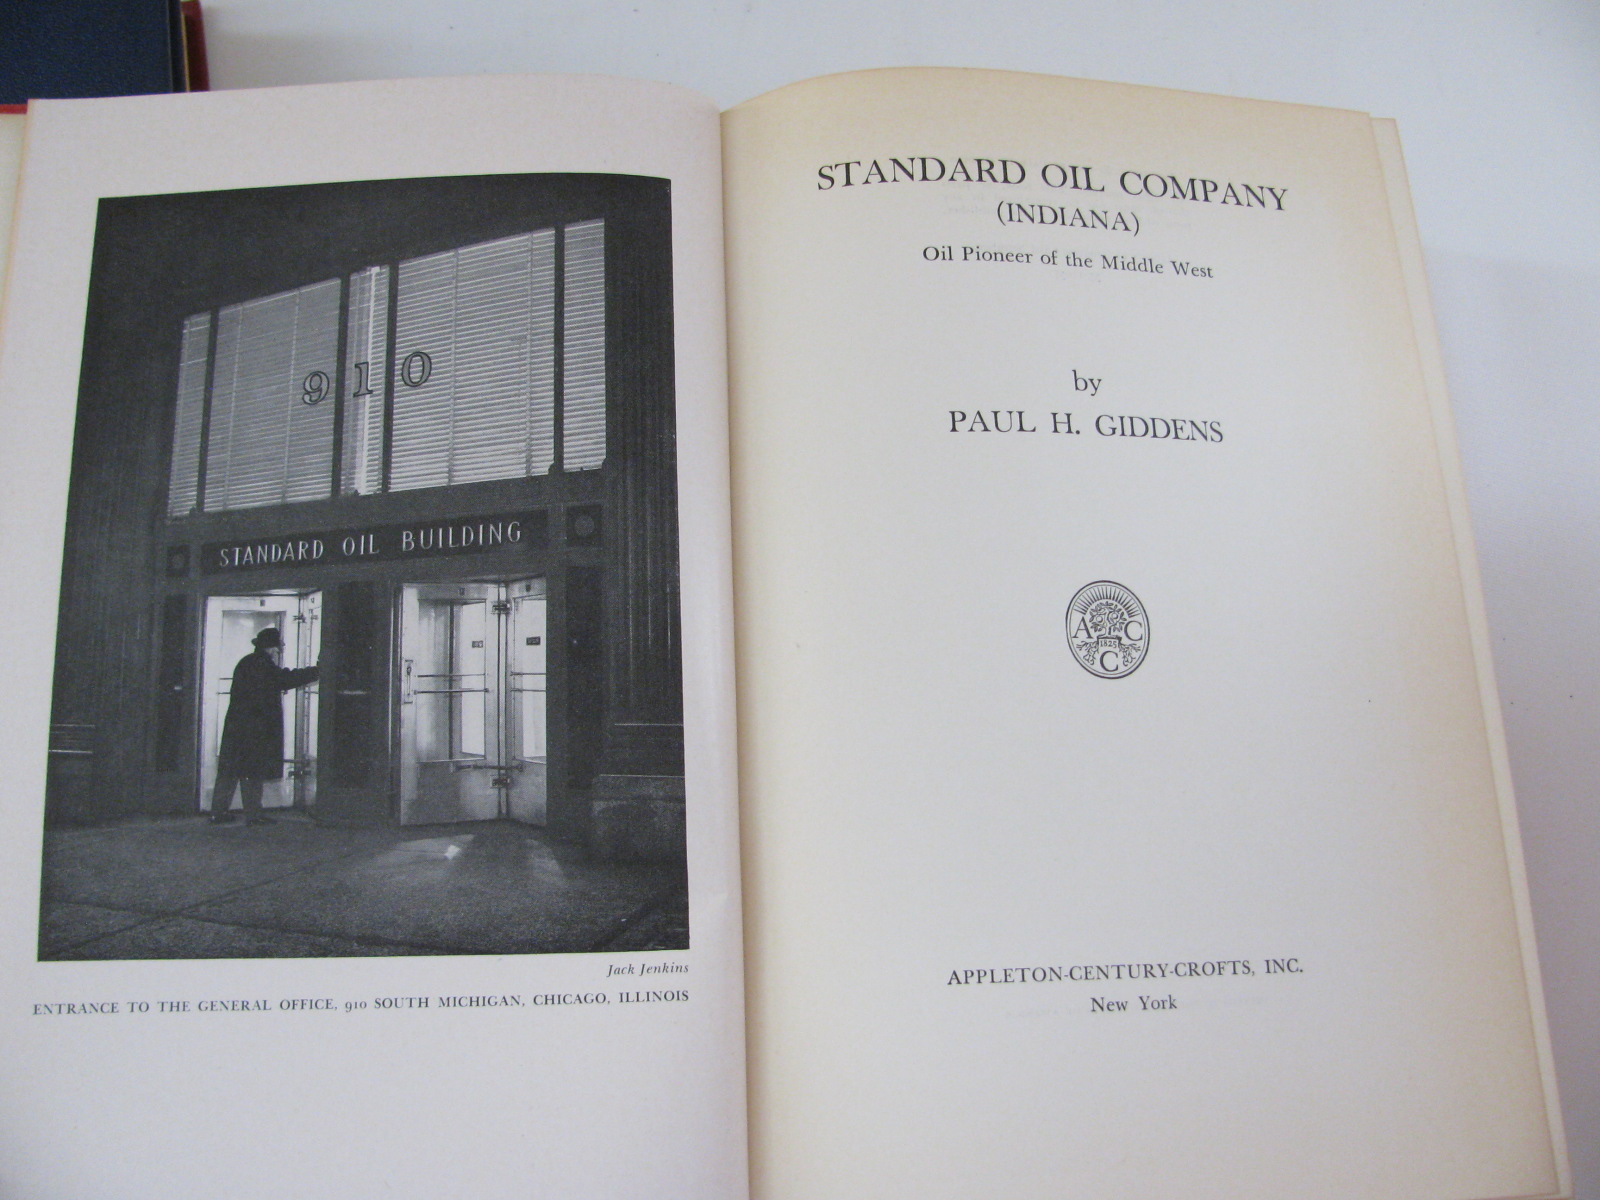 910
STANDARD OIL BUILDING
Jack Jenkins
ENTRANCE TO THE GENERAL OFFICE, 910 SOUTH MICHIGAN, CHICAGO, ILLINOIS
STANDARD OIL COMPANY
(INDIANA)
Oil Pioneer of the Middle West
by
PAUL H. GIDDENS
A C
1825
C
APPLETON-CENTURY-CROFTS, INC.
New York